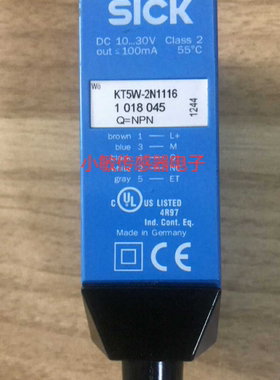 SICK
DC 10...30V Class 2
out ≤100mA 55°C
W6
KT5W-2N1116
1 018 045
Q=NPN
1244
brown 1 — L+
blue 3 — M
小敏传感器电子
gray 5 — ET
C UL US LISTED
4R97
Ind. Cont. Eq.
Made in Germany